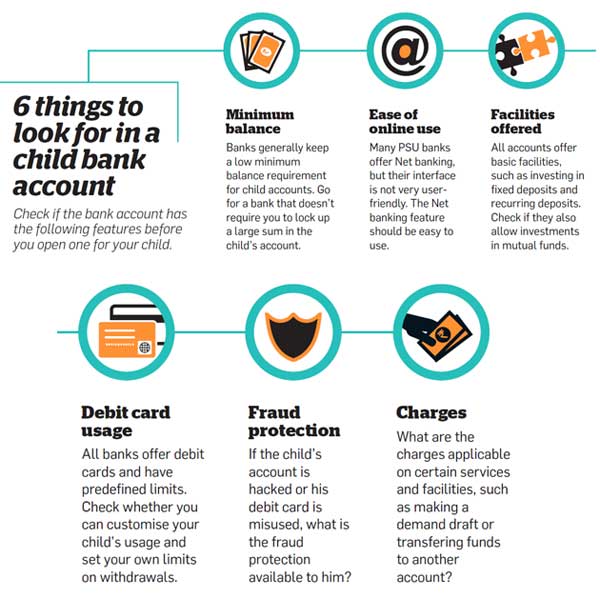 6 things to
look for in a
child bank
account
Check if the bank account has
the following features before
you open one for your child.
Minimum
balance
Banks generally keep
a low minimum
balance requirement
for child accounts. Go
for a bank that doesn't
require you to lock up
a large sum in the
child's account.
Ease of
online use
Many PSU banks
offer Net banking,
but their interface
is not very user-
friendly. The Net
banking feature
should be easy to
use.
Facilities
offered
All accounts offer
basic facilities,
such as investing in
fixed deposits and
recurring deposits.
Check if they also
allow investments
in mutual funds.
Debit card
usage
All banks offer debit
cards and have
predefined limits.
Check whether you
can customise your
child's usage and
set your own limits
on withdrawals.
Fraud
protection
If the child's
account is
hacked or his
debit card is
misused, what is
the fraud
protection
available to him?
Charges
What are the
charges applicable
on certain services
and facilities, such
as making a
demand draft or
transfering funds
to another
account?